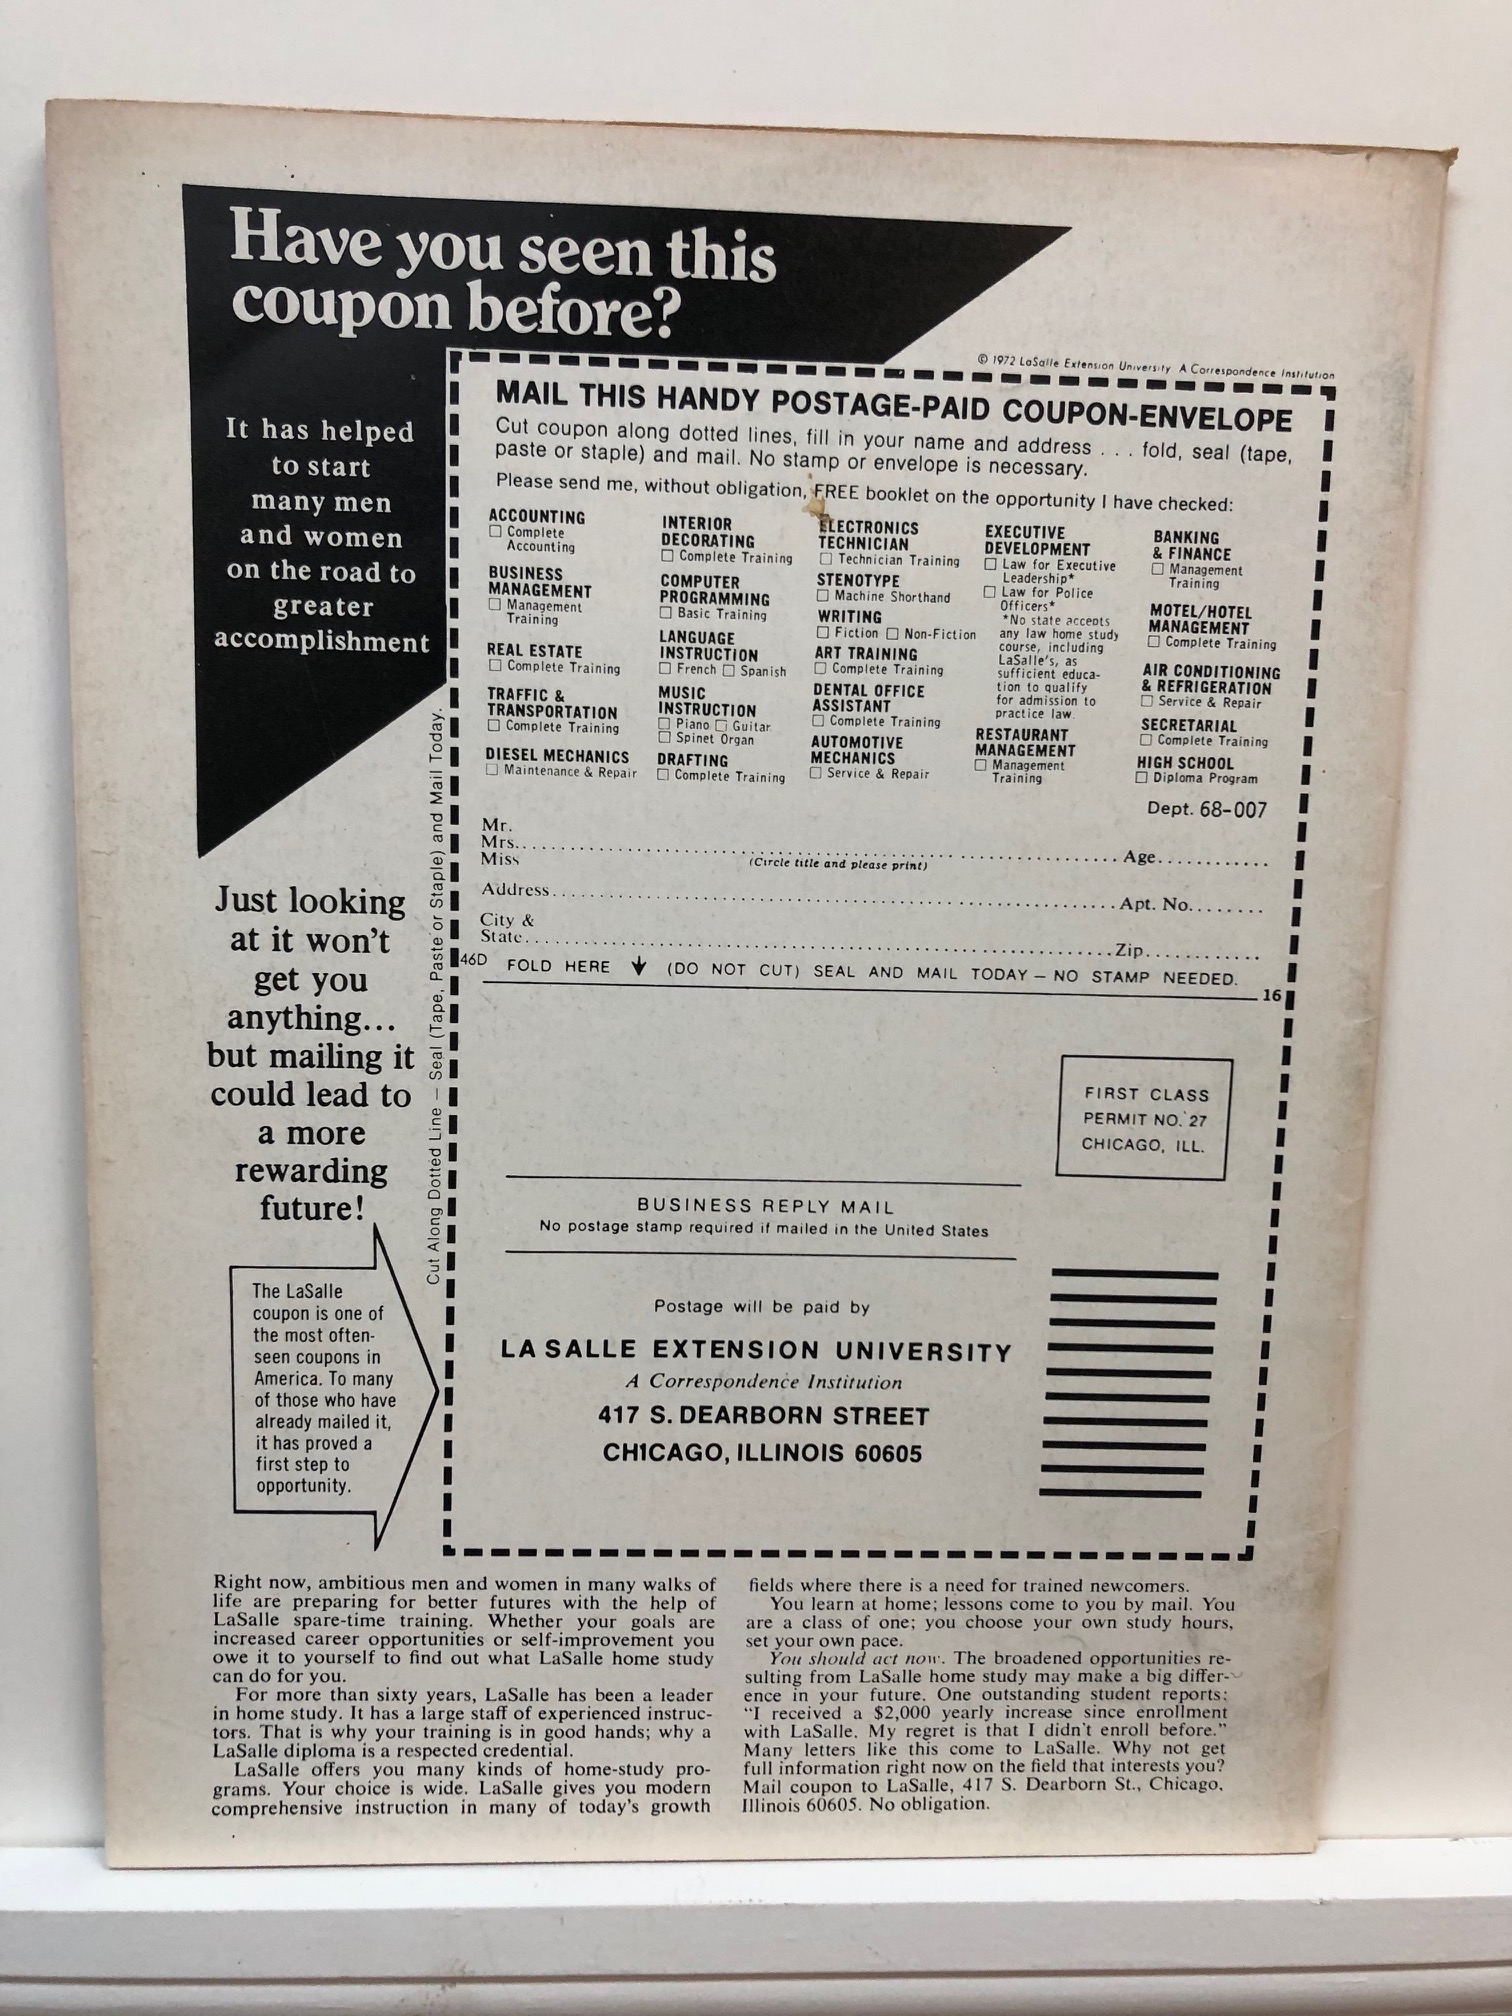 Have you seen this
coupon before?
It has helped
to start
many men
and women
on the road to
greater
accomplishment
Just looking
at it won't
get you
anything...
but mailing it
could lead to
a more
rewarding
future!
The LaSalle
coupon is one of
the most often-
seen coupons in
America. To many
of those who have
already mailed it,
it has proved a
first step to
opportunity.
Cut Along Dotted Line — Seal (Tape, Paste or Staple) and Mail Today.
© 1972 LaSalle Extension University A Correspondence Institution
MAIL THIS HANDY POSTAGE-PAID COUPON-ENVELOPE
Cut coupon along dotted lines, fill in your name and address . . . fold, seal (tape,
paste or staple) and mail. No stamp or envelope is necessary.
Please send me, without obligation, FREE booklet on the opportunity I have checked:
ACCOUNTING
☐ Complete
Accounting
BUSINESS
MANAGEMENT
☐ Management
Training
REAL ESTATE
☐ Complete Training
TRAFFIC &
TRANSPORTATION
☐ Complete Training
DIESEL MECHANICS
☐ Maintenance & Repair
INTERIOR
DECORATING
☐ Complete Training
COMPUTER
PROGRAMMING
☐ Basic Training
LANGUAGE
INSTRUCTION
☐ French ☐ Spanish
MUSIC
INSTRUCTION
☐ Piano ☐ Guitar
☐ Spinet Organ
DRAFTING
☐ Complete Training
ELECTRONICS
TECHNICIAN
☐ Technician Training
STENOTYPE
☐ Machine Shorthand
WRITING
☐ Fiction ☐ Non-Fiction
ART TRAINING
☐ Complete Training
DENTAL OFFICE
ASSISTANT
☐ Complete Training
AUTOMOTIVE
MECHANICS
☐ Service & Repair
EXECUTIVE
DEVELOPMENT
☐ Law for Executive
Leadership*
☐ Law for Police
Officers*
*No state accepts
any law home study
course, including
LaSalle's, as
sufficient educa-
tion to qualify
for admission to
practice law.
RESTAURANT
MANAGEMENT
☐ Management
Training
BANKING
& FINANCE
☐ Management
Training
MOTEL/HOTEL
MANAGEMENT
☐ Complete Training
AIR CONDITIONING
& REFRIGERATION
☐ Service & Repair
SECRETARIAL
☐ Complete Training
HIGH SCHOOL
☐ Diploma Program
Dept. 68-007
Mr.
Mrs.......... Age..........
Miss (Circle title and please print)
Address.......... Apt. No..........
City &
State.......... Zip..........
46D FOLD HERE ↓ (DO NOT CUT) SEAL AND MAIL TODAY – NO STAMP NEEDED.
16
FIRST CLASS
PERMIT NO. 27
CHICAGO, ILL.
BUSINESS REPLY MAIL
No postage stamp required if mailed in the United States
Postage will be paid by
LA SALLE EXTENSION UNIVERSITY
A Correspondence Institution
417 S. DEARBORN STREET
CHICAGO, ILLINOIS 60605
Right now, ambitious men and women in many walks of
life are preparing for better futures with the help of
LaSalle spare-time training. Whether your goals are
increased career opportunities or self-improvement you
owe it to yourself to find out what LaSalle home study
can do for you.
For more than sixty years, LaSalle has been a leader
in home study. It has a large staff of experienced instruc-
tors. That is why your training is in good hands; why a
LaSalle diploma is a respected credential.
LaSalle offers you many kinds of home-study pro-
grams. Your choice is wide. LaSalle gives you modern
comprehensive instruction in many of today's growth
fields where there is a need for trained newcomers.
You learn at home; lessons come to you by mail. You
are a class of one; you choose your own study hours,
set your own pace.
You should act now. The broadened opportunities re-
sulting from LaSalle home study may make a big differ-
ence in your future. One outstanding student reports:
"I received a $2,000 yearly increase since enrollment
with LaSalle. My regret is that I didn't enroll before."
Many letters like this come to LaSalle. Why not get
full information right now on the field that interests you?
Mail coupon to LaSalle, 417 S. Dearborn St., Chicago,
Illinois 60605. No obligation.